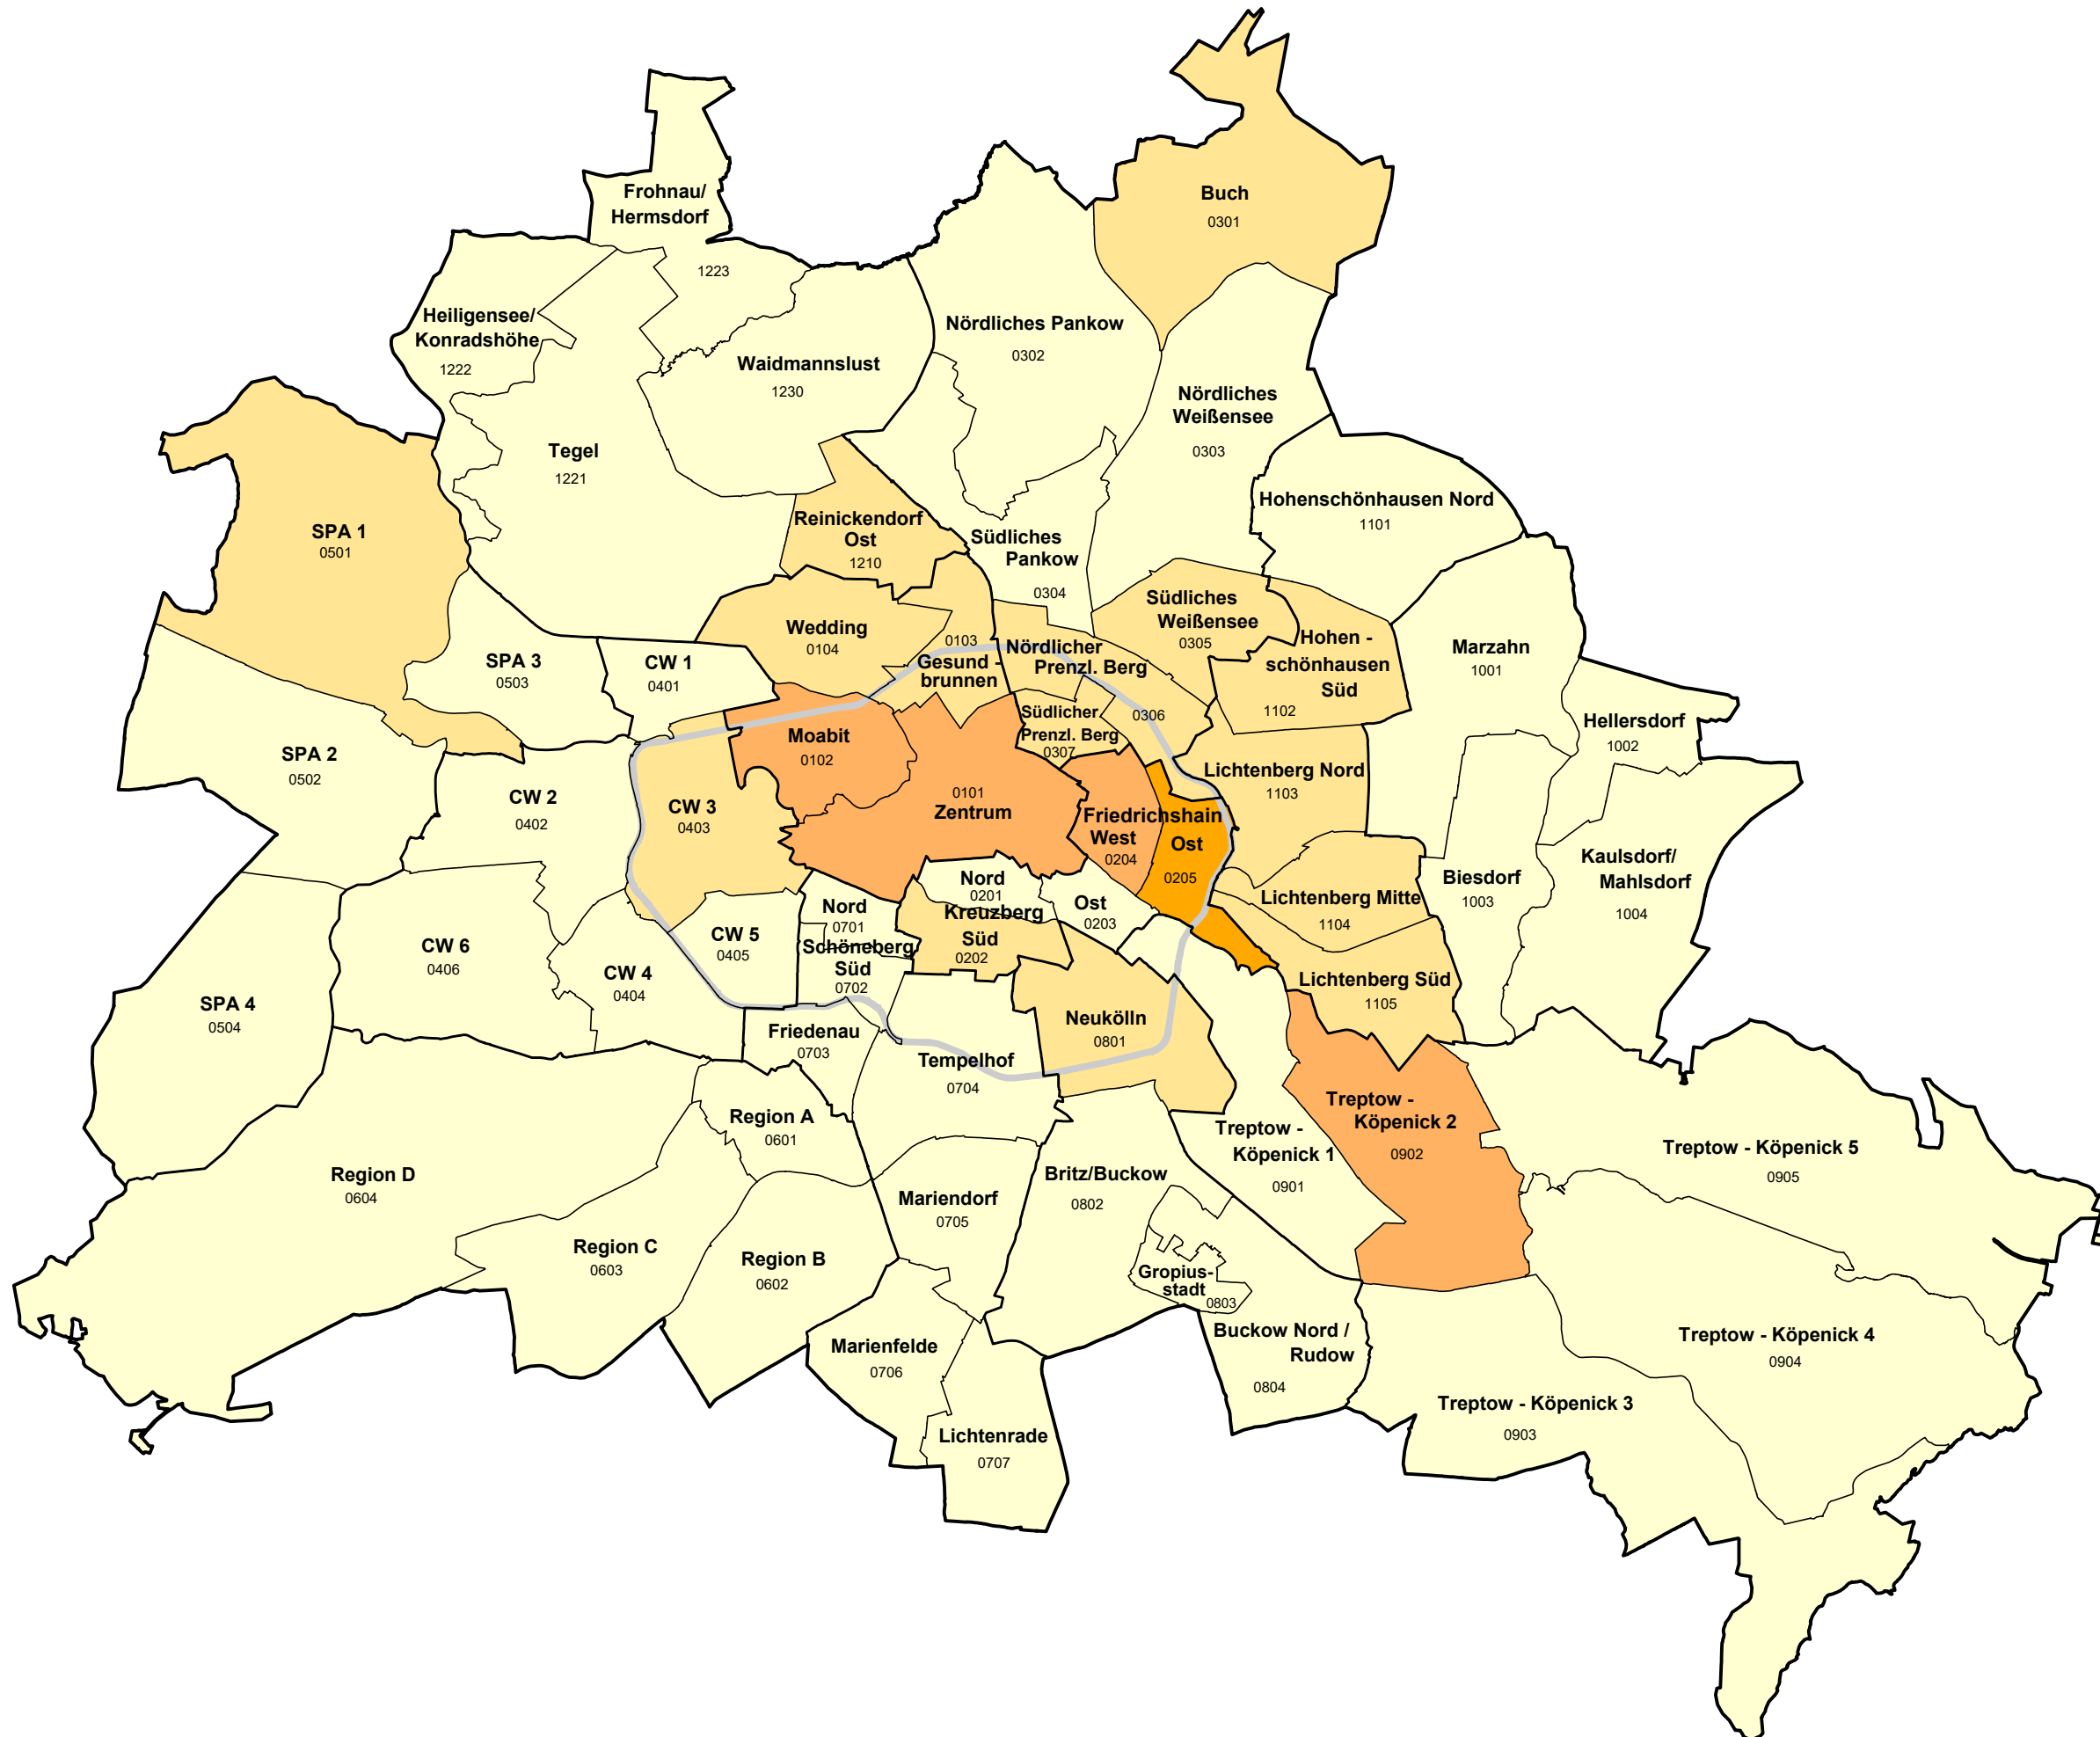 Buch
0301
Frohnau/
Hermsdorf
1223
Heiligensee/
Konradshöhe
1222
Nördliches Pankow
0302
Waidmannslust
1230
Nördliches
Weißensee
0303
Tegel
1221
Hohenschönhausen Nord
1101
SPA 1
0501
Reinickendorf
Ost
1210
Südliches
Pankow
0304
Südliches
Weißensee
0305
Wedding
0104
0103
Gesund -
brunnen
Nördlicher
Prenzl. Berg
0306
Hohen -
schönhausen
Süd
1102
Marzahn
1001
SPA 3
0503
CW 1
0401
Südlicher
Prenzl. Berg
0307
Hellersdorf
1002
SPA 2
0502
Moabit
0102
Lichtenberg Nord
1103
CW 2
0402
CW 3
0403
0101
Zentrum
Friedrichshain
West
0204
Ost
0205
Kaulsdorf/
Mahlsdorf
1004
Biesdorf
1003
Nord
0201
Kreuzberg
Süd
0202
Ost
0203
Lichtenberg Mitte
1104
Nord
0701
Schöneberg
Süd
0702
CW 5
0405
CW 6
0406
CW 4
0404
Lichtenberg Süd
1105
SPA 4
0504
Friedenau
0703
Neukölln
0801
Tempelhof
0704
Region A
0601
Treptow -
Köpenick 2
0902
Treptow -
Köpenick 1
0901
Treptow - Köpenick 5
0905
Region D
0604
Britz/Buckow
0802
Mariendorf
0705
Region C
0603
Region B
0602
Gropius-
stadt
0803
Buckow Nord /
Rudow
0804
Treptow - Köpenick 4
0904
Marienfelde
0706
Treptow - Köpenick 3
0903
Lichtenrade
0707